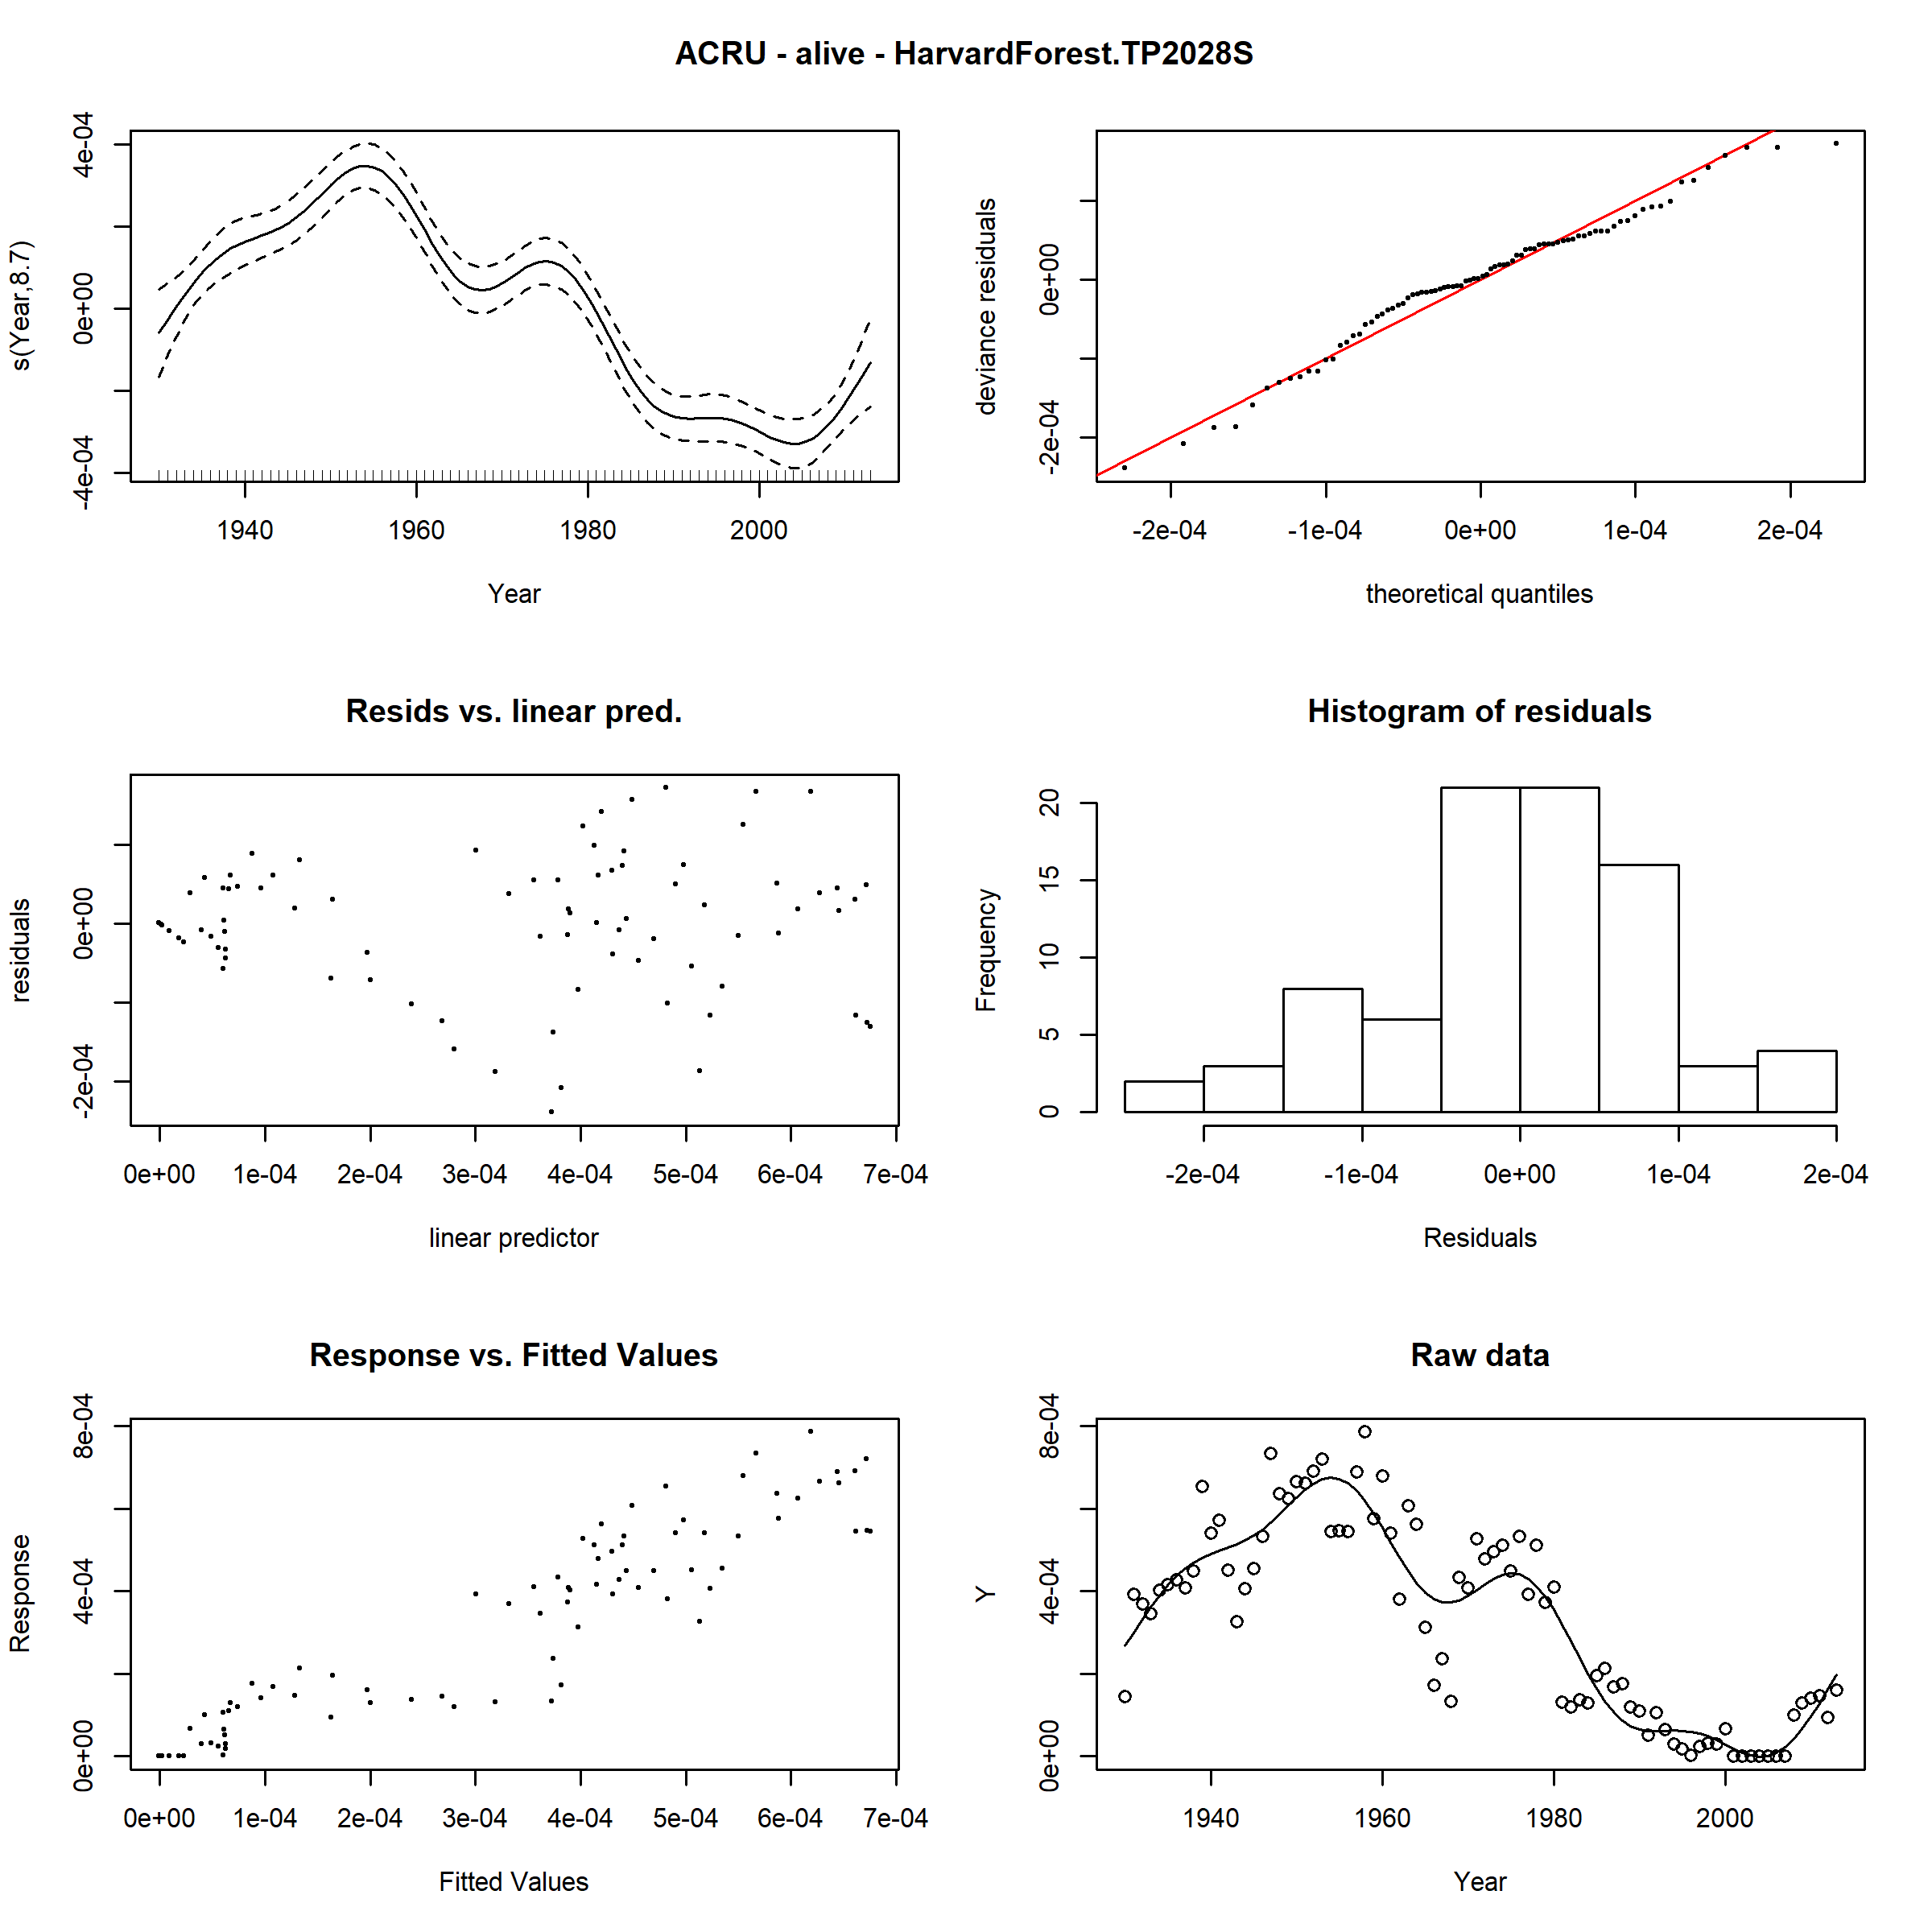 ACRU - alive - HarvardForest.TP2028S
s(Year,8.7)
4e-04
0e+00
-4e-04
1940 1960 1980 2000
Year
deviance residuals
0e+00
-2e-04
-2e-04 -1e-04 0e+00 1e-04 2e-04
theoretical quantiles
Resids vs. linear pred.
residuals
0e+00
-2e-04
0e+00 1e-04 2e-04 3e-04 4e-04 5e-04 6e-04 7e-04
linear predictor
Histogram of residuals
Frequency
20
15
10
5
0
-2e-04 -1e-04 0e+00 1e-04 2e-04
Residuals
Response vs. Fitted Values
Response
8e-04
4e-04
0e+00
0e+00 1e-04 2e-04 3e-04 4e-04 5e-04 6e-04 7e-04
Fitted Values
Raw data
Y
8e-04
4e-04
0e+00
1940 1960 1980 2000
Year